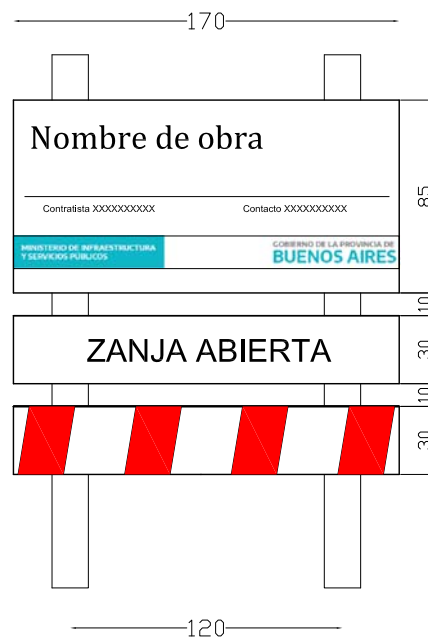 170
Nombre de obra
85
Contratista XXXXXXXXXX
Contacto XXXXXXXXXX
MINISTERIO DE INFRAESTRUCTURA
Y SERVICIOS PÚBLICOS
GOBIERNO DE LA PROVINCIA DE
BUENOS AIRES
10
ZANJA ABIERTA
30
10
30
120